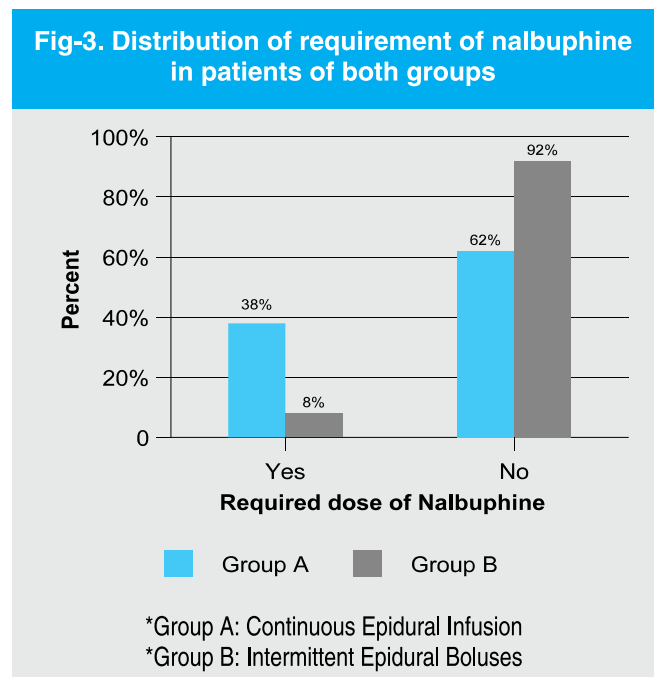 Fig-3. Distribution of requirement of nalbuphine
in patients of both groups
100%
80%
60%
40%
20%
0
Percent
38%
8%
62%
92%
Yes
No
Required dose of Nalbuphine
Group A
Group B
*Group A: Continuous Epidural Infusion
*Group B: Intermittent Epidural Boluses